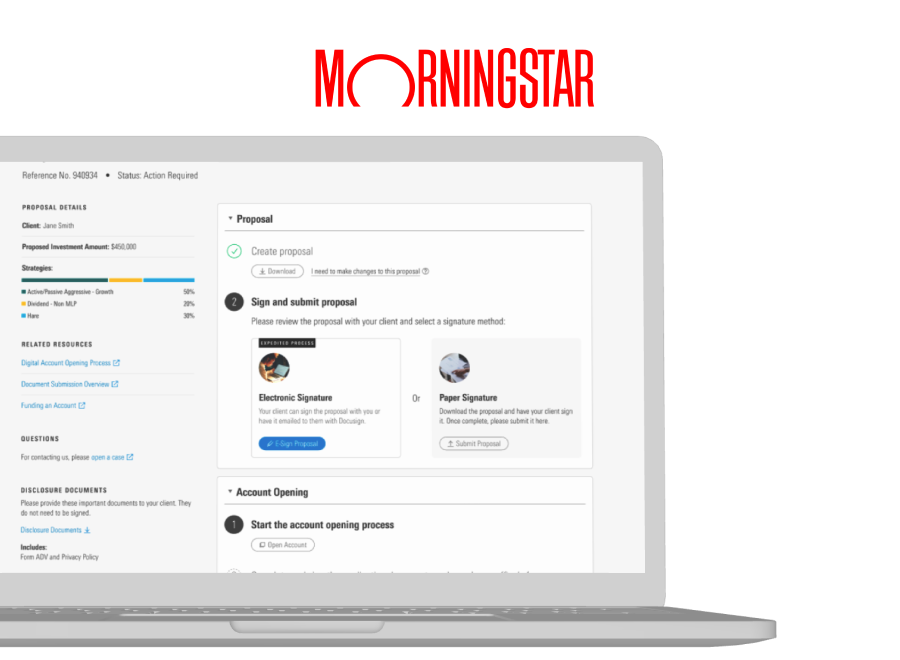 MORNINGSTAR
Reference No. 940934 • Status: Action Required
PROPOSAL DETAILS
Client: Jane Smith
Proposed Investment Amount: $450,000
Strategies:
Active/Passive Aggressive - Growth 50%
Dividend - Non MLP 20%
Hare 30%
RELATED RESOURCES
Digital Account Opening Process
Document Submission Overview
Funding an Account
QUESTIONS
For contacting us, please open a case
DISCLOSURE DOCUMENTS
Please provide these important documents to your client. They
do not need to be signed.
Disclosure Documents
Includes:
Form ADV and Privacy Policy
Proposal
Create proposal
Download I need to make changes to this proposal
2 Sign and submit proposal
Please review the proposal with your client and select a signature method:
EXPEDITED PROCESS
Electronic Signature
Your client can sign the proposal with you or
have it emailed to them with Docusign.
E-Sign Proposal
Or
Paper Signature
Download the proposal and have your client sign
it. Once complete, please submit it here.
Submit Proposal
Account Opening
1 Start the account opening process
Open Account